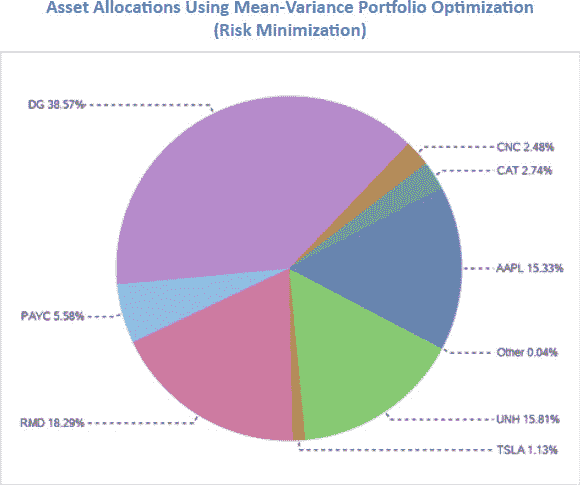 Asset Allocations Using Mean-Variance Portfolio Optimization
(Risk Minimization)
DG 38.57%
CNC 2.48%
CAT 2.74%
AAPL 15.33%
PAYC 5.58%
Other 0.04%
UNH 15.81%
RMD 18.29%
TSLA 1.13%